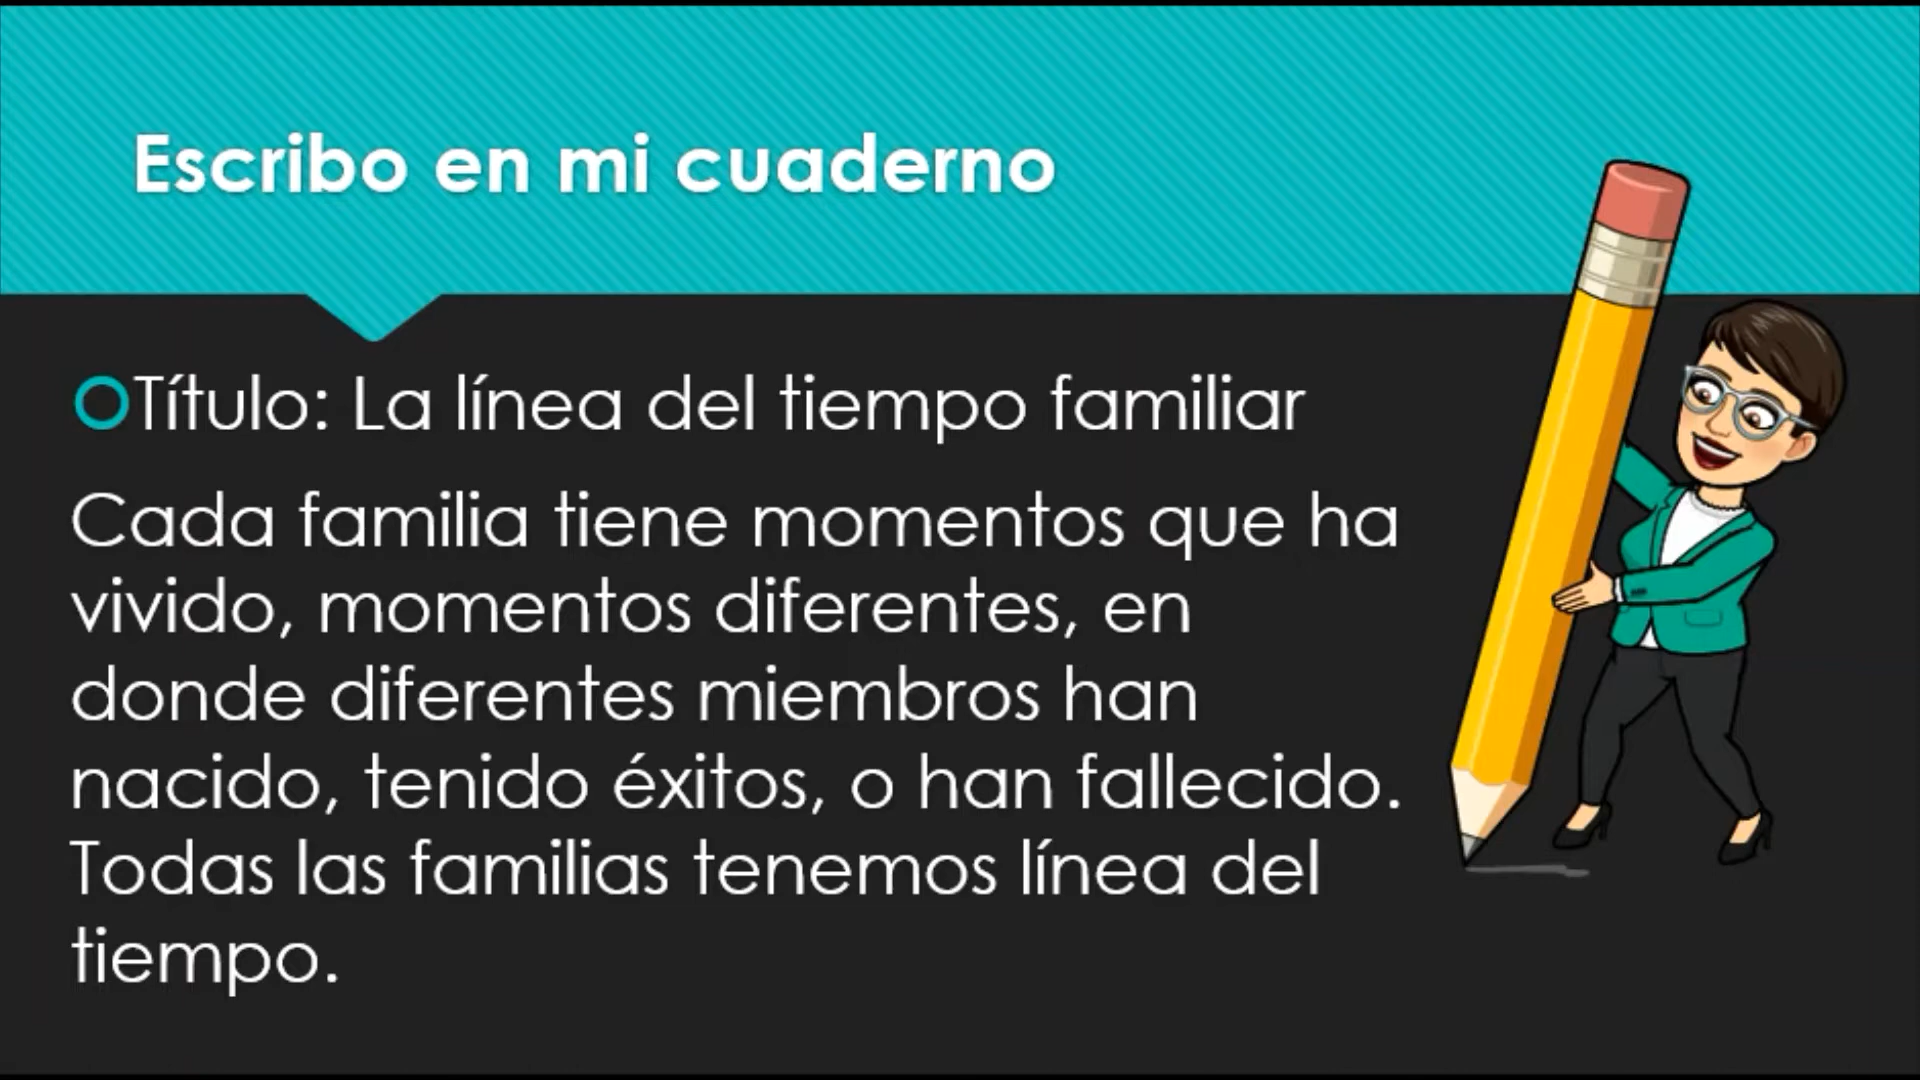 Escribo en mi cuaderno
Título: La línea del tiempo familiar
Cada familia tiene momentos que ha
vivido, momentos diferentes, en
donde diferentes miembros han
nacido, tenido éxitos, o han fallecido.
Todas las familias tenemos línea del
tiempo.